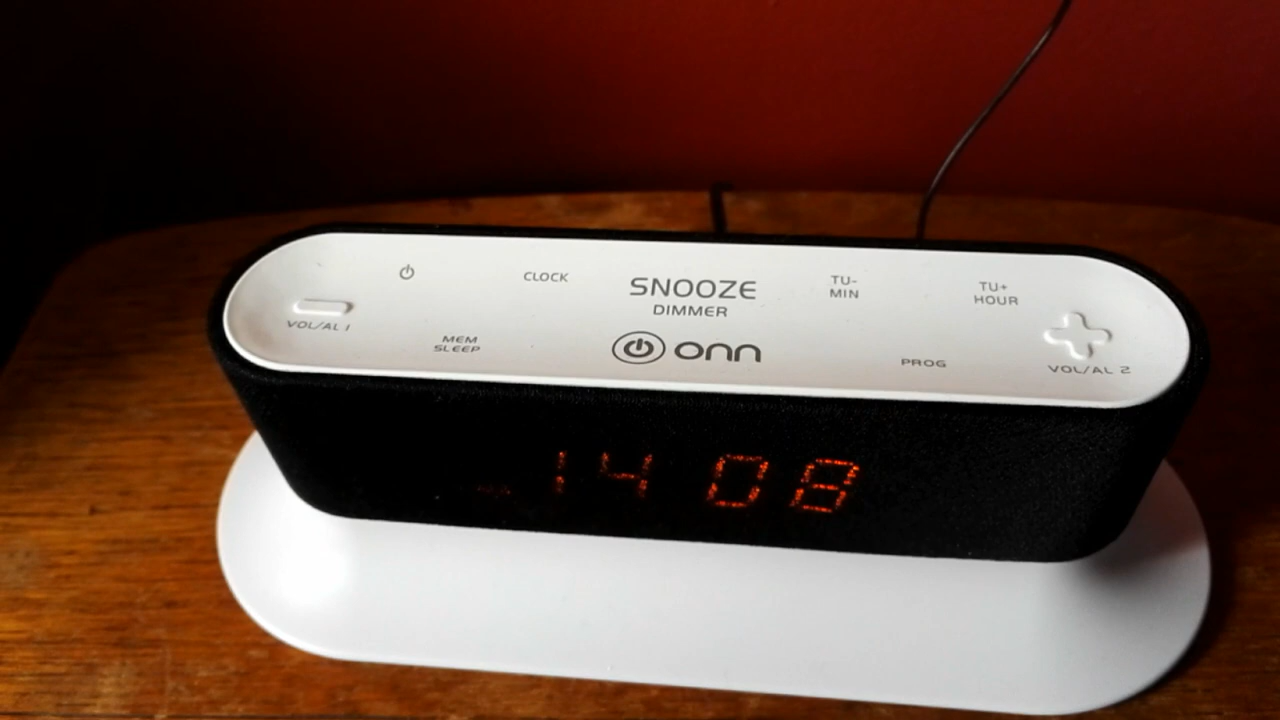 CLOCK
SNOOZE
DIMMER
TU-
MIN
TU+
HOUR
VOL/AL 1
MEM
SLEEP
onn
PROG
VOL/AL 2
14 08